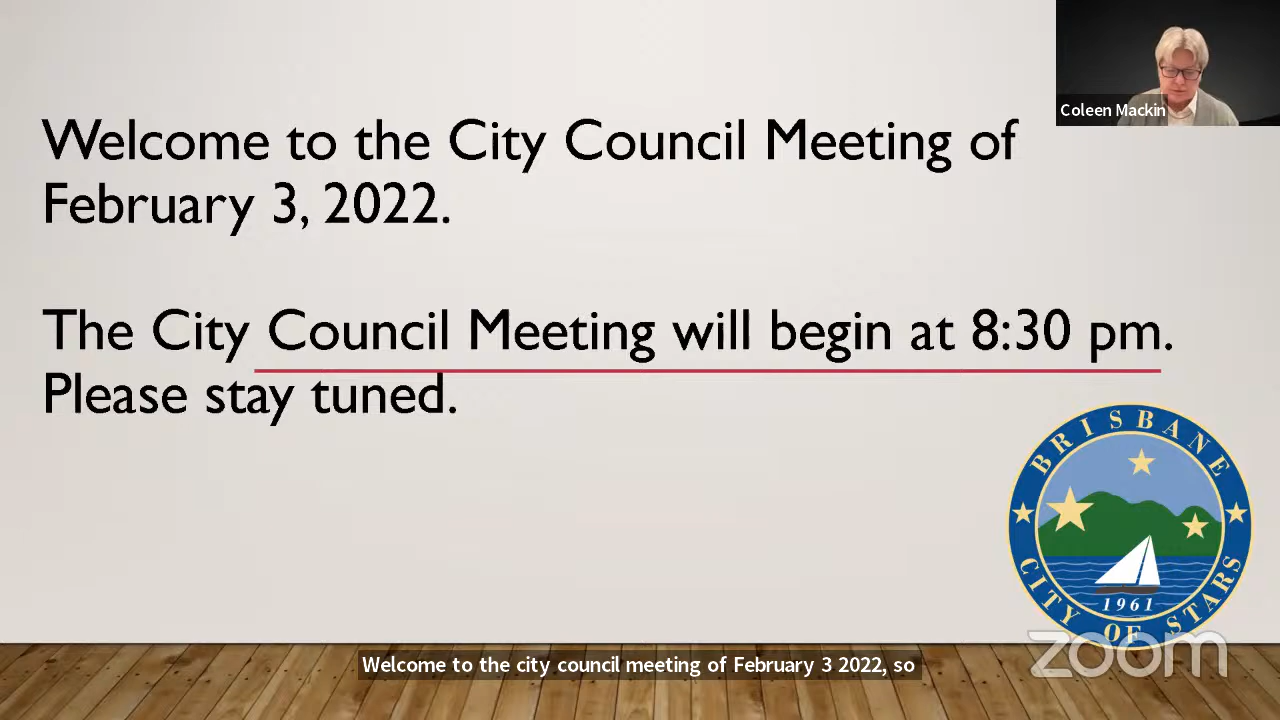 Coleen Mackin
Welcome to the City Council Meeting of
February 3, 2022.
The City Council Meeting will begin at 8:30 pm.
Please stay tuned.
BRISBANE
1961
CITY OF STARS
zoom
Welcome to the city council meeting of February 3 2022, so